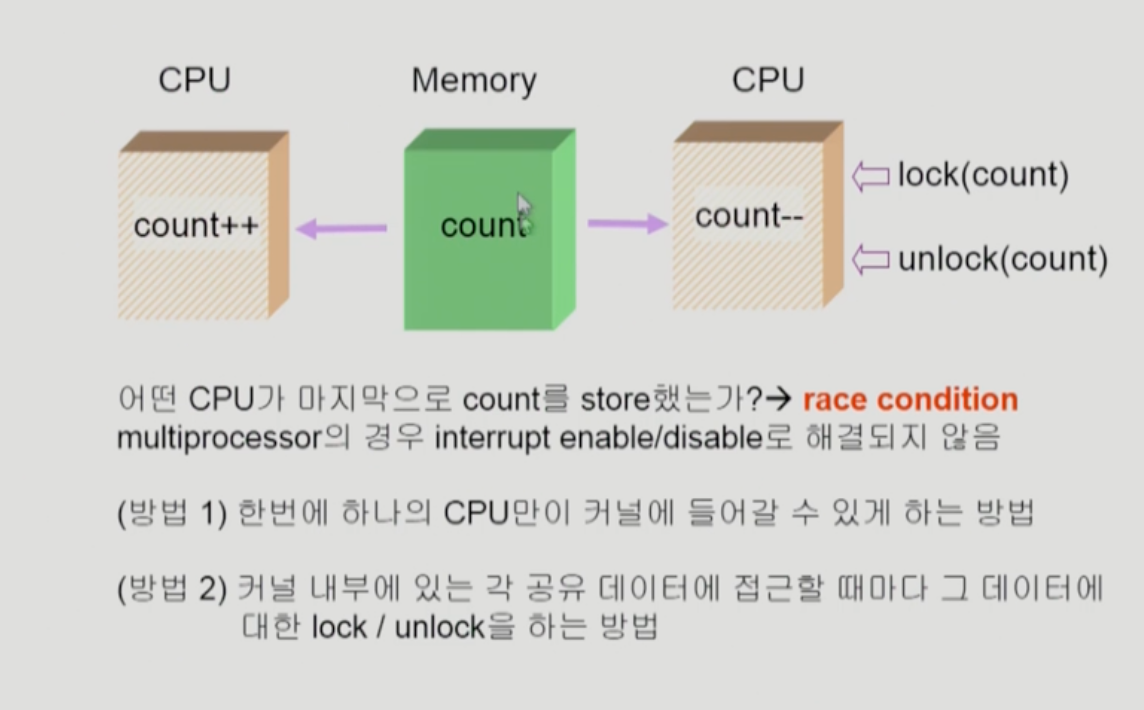 CPU
Memory
CPU
count++
count
count--
lock(count)
unlock(count)
어떤 CPU가 마지막으로 count를 store했는가?→ race condition
multiprocessor의 경우 interrupt enable/disable로 해결되지 않음
(방법 1) 한번에 하나의 CPU만이 커널에 들어갈 수 있게 하는 방법
(방법 2) 커널 내부에 있는 각 공유 데이터에 접근할 때마다 그 데이터에
대한 lock / unlock을 하는 방법